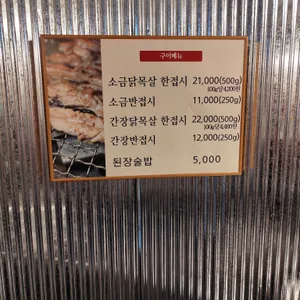 구이메뉴
소금닭목살 한접시 21,000(500g)
100g당 4,200원
소금반접시 11,000(250g)
간장닭목살 한접시 22,000(500g)
100g당 4,400원
간장반접시 12,000(250g)
된장술밥 5,000